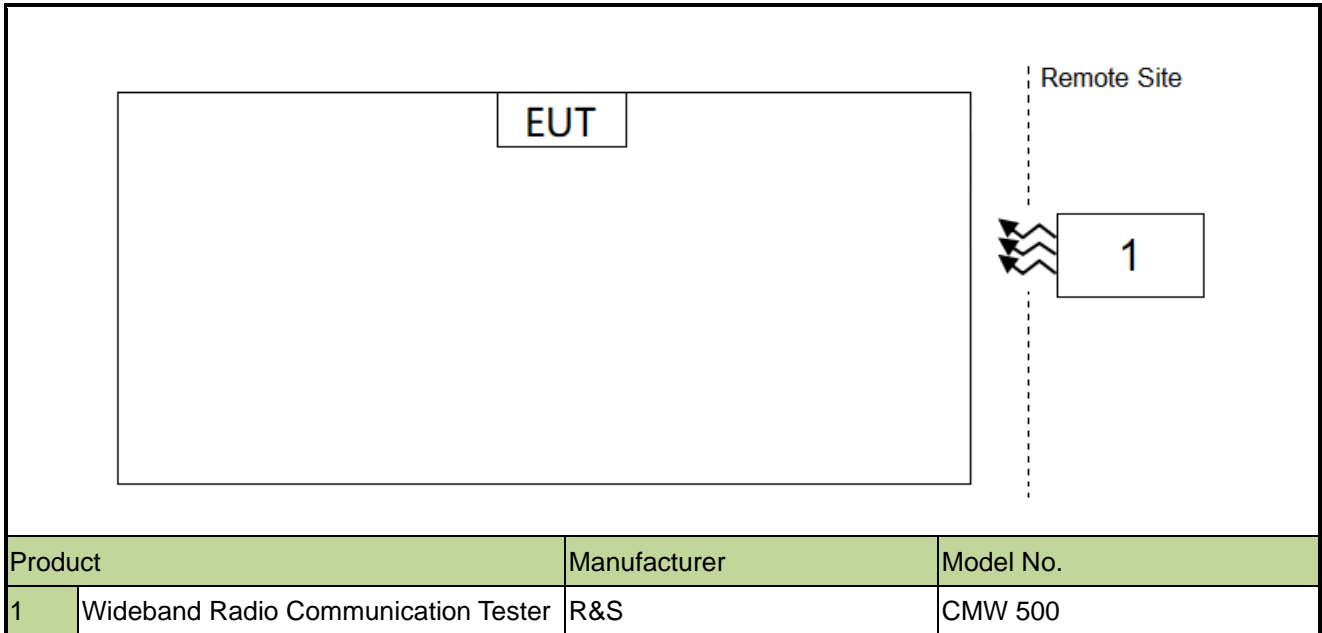 Remote Site
EUT
1
Product Manufacturer Model No.
1 Wideband Radio Communication Tester R&S CMW 500